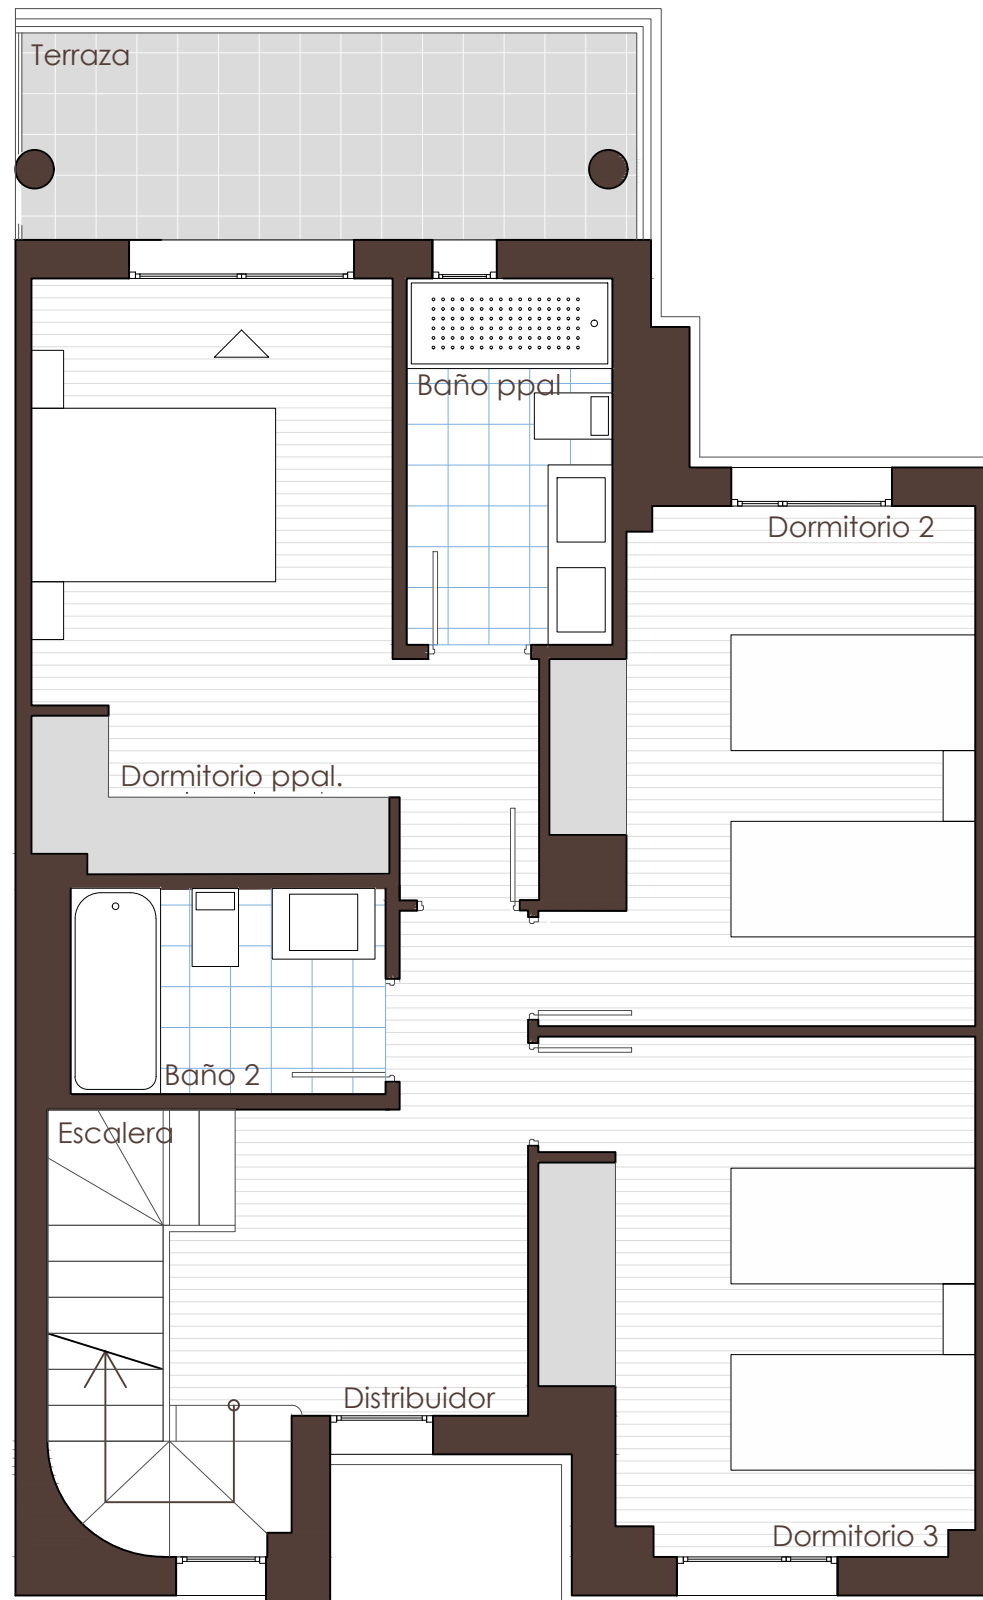 Terraza
Baño ppal
Dormitorio 2
Dormitorio ppal.
Baño 2
Escalera
Distribuidor
Dormitorio 3